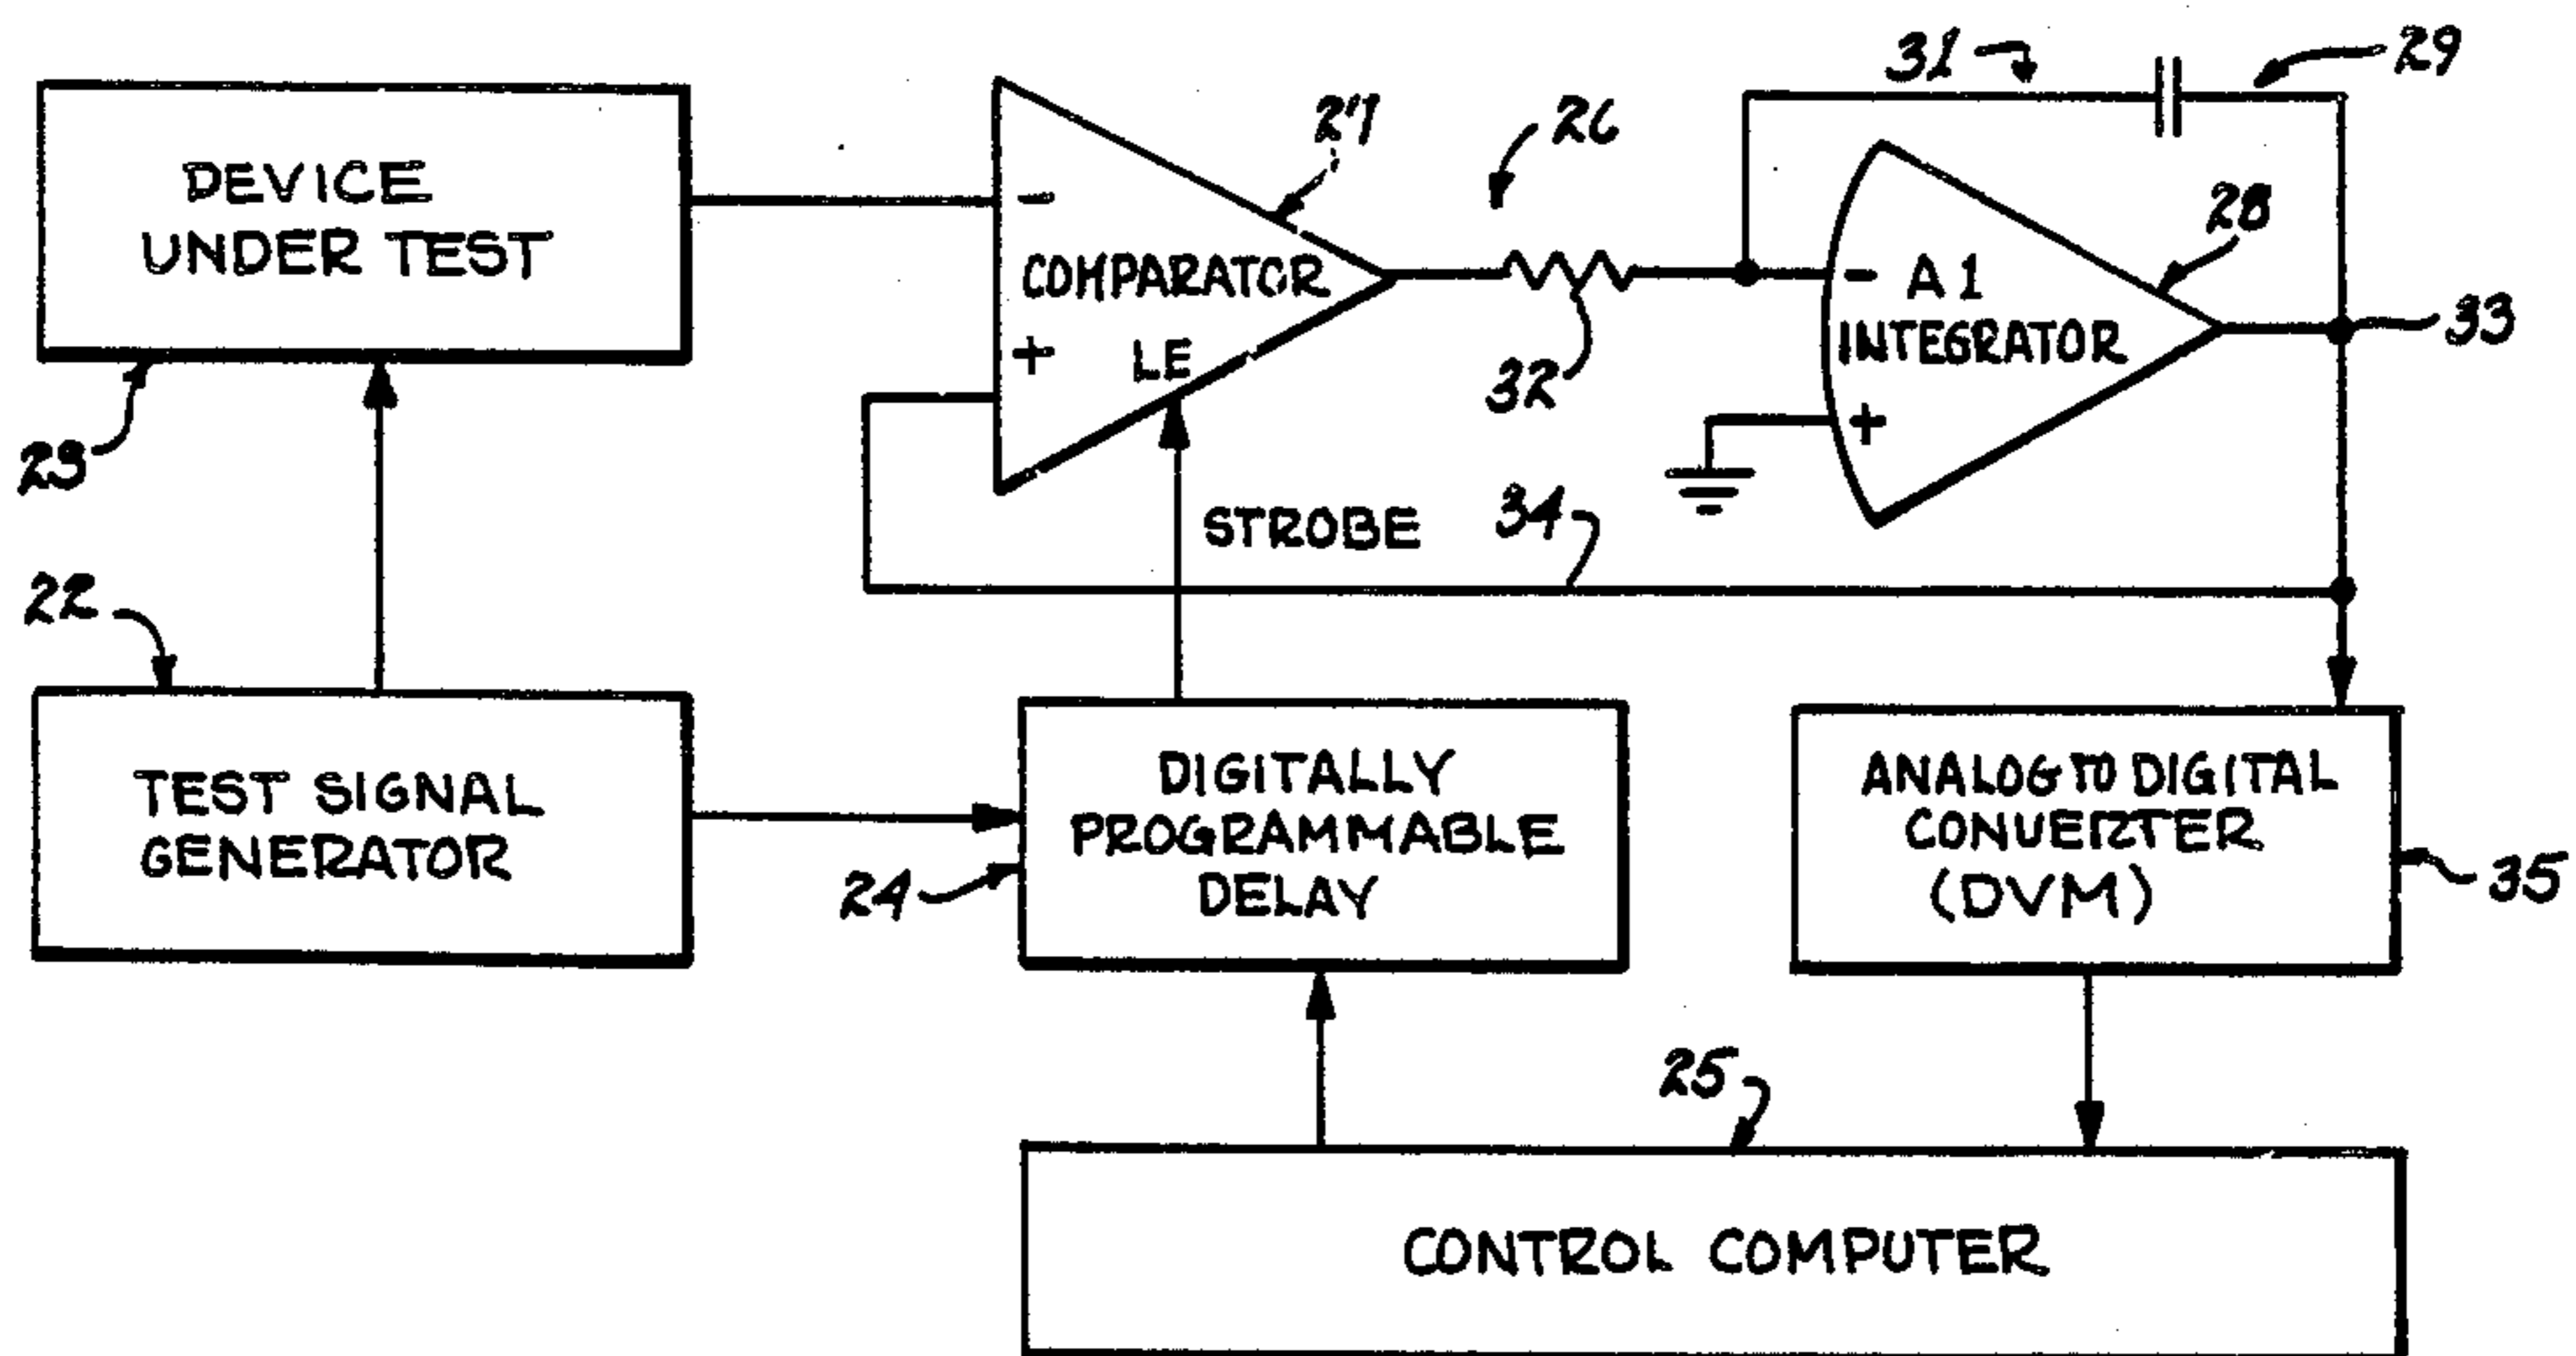 31
29
27
26
DEVICE
UNDER TEST
-
COMPARATOR
+
LE
28
- A1
INTEGRATOR
+
33
32
23
STROBE
34
22
TEST SIGNAL
GENERATOR
24
DIGITALLY
PROGRAMMABLE
DELAY
ANALOG TO DIGITAL
CONVERTER
(DVM)
35
25
CONTROL COMPUTER